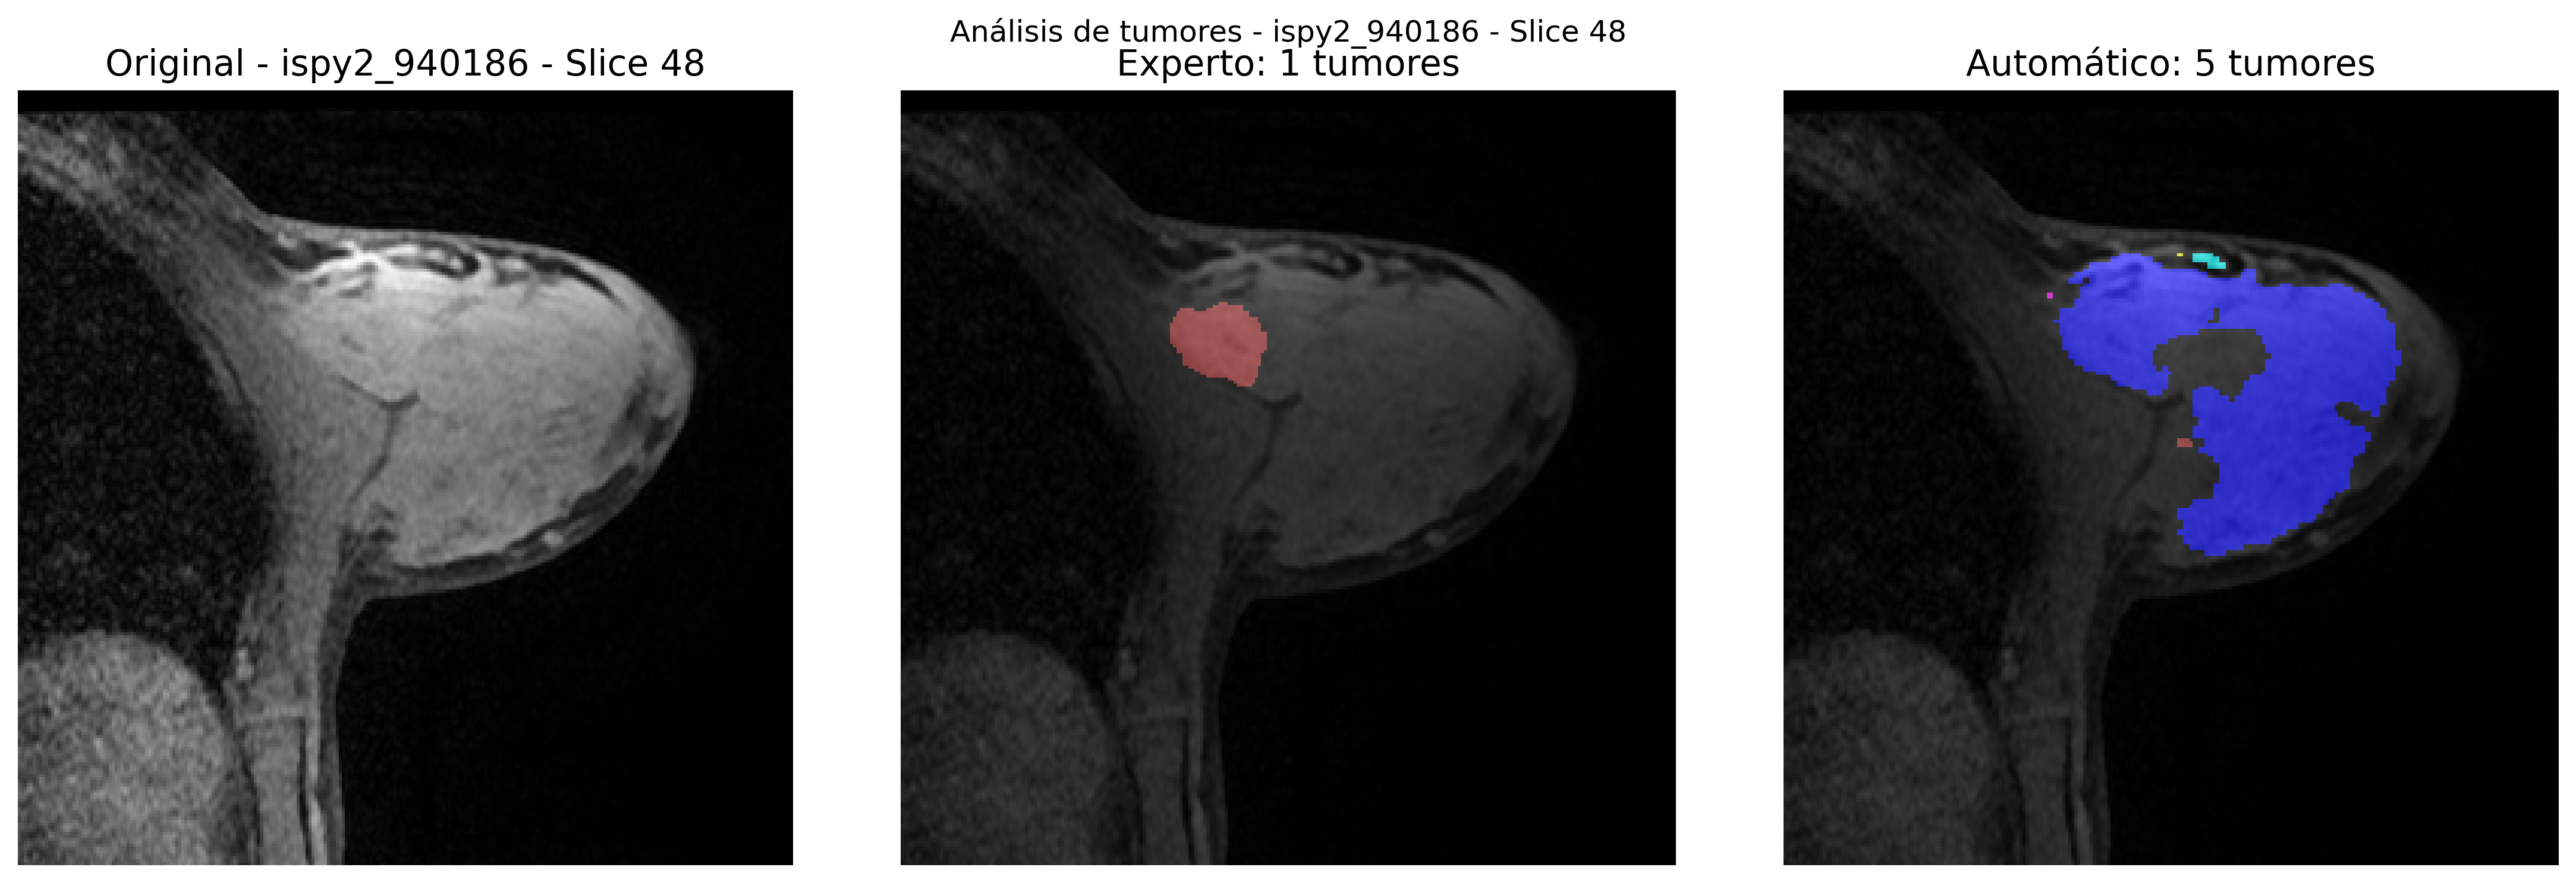 Análisis de tumores - ispy2_940186 - Slice 48
Original - ispy2_940186 - Slice 48
Experto: 1 tumores
Automático: 5 tumores